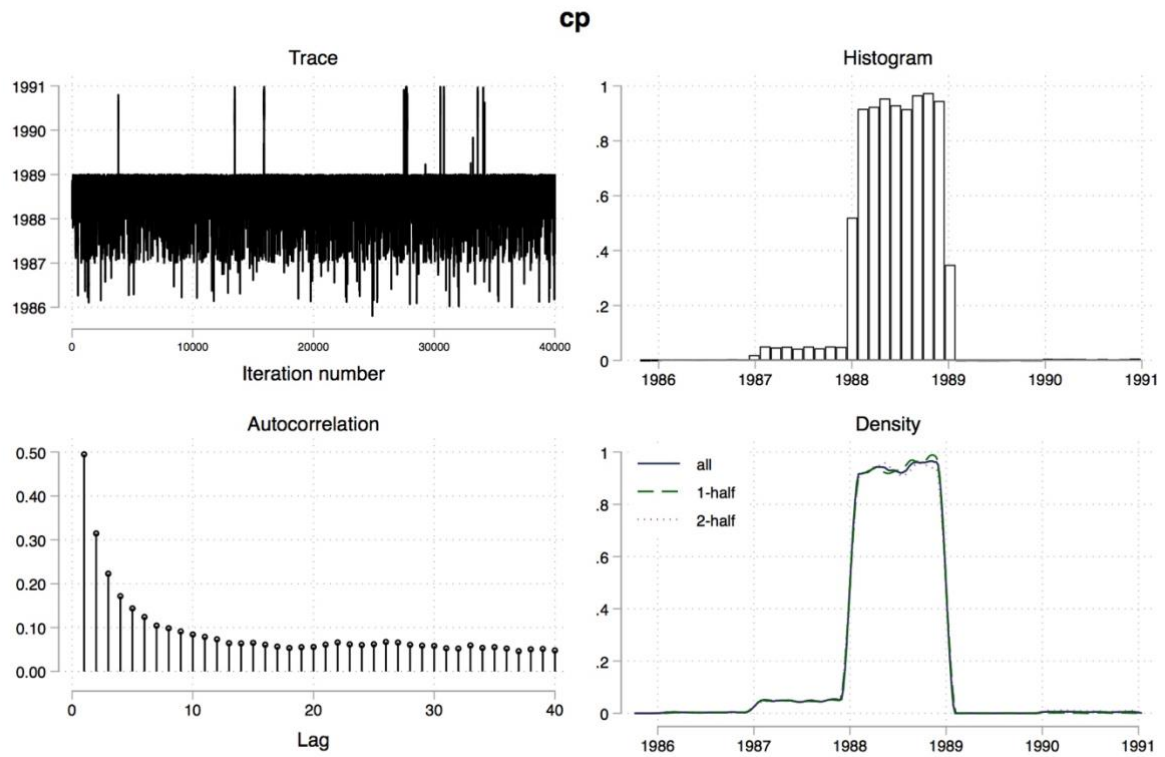 cp
Trace
1991
1990
1989
1988
1987
1986
0 10000 20000 30000 40000
Iteration number
Histogram
1
.8
.6
.4
.2
0
1986 1987 1988 1989 1990 1991
Autocorrelation
0.50
0.40
0.30
0.20
0.10
0.00
0 10 20 30 40
Lag
Density
1
.8
.6
.4
.2
0
all
1-half
2-half
1986 1987 1988 1989 1990 1991